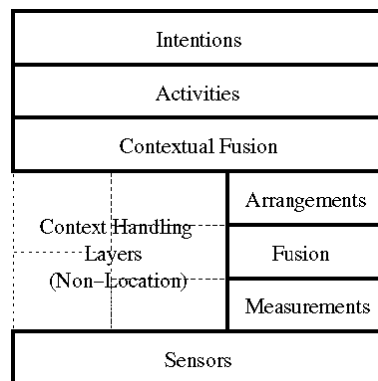 Intentions
Activities
Contextual Fusion
Arrangements
Context Handling
Layers
(Non-Location)
Fusion
Measurements
Sensors